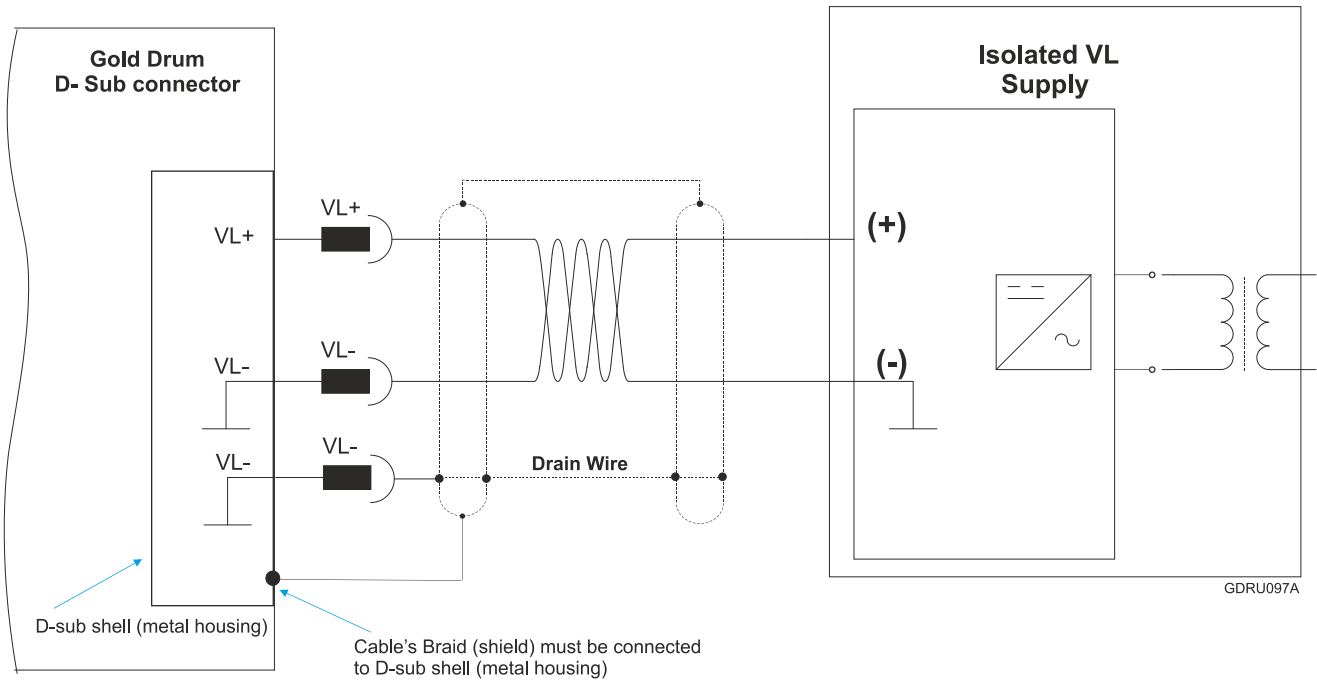 Gold Drum
D- Sub connector
Isolated VL
Supply
VL+
VL+
(+)
VL-
VL-
(-)
VL-
VL-
Drain Wire
D-sub shell (metal housing)
Cable's Braid (shield) must be connected
to D-sub shell (metal housing)
GDRU097A